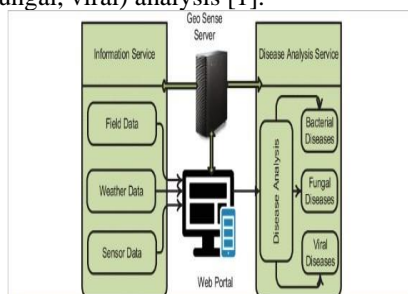 ungal, viral) analysis [1].
Geo Sense
Server
Information Service
Disease Analysis Service
Field Data
Weather Data
Sensor Data
Web Portal
Disease Analysis
Bacterial
Diseases
Fungal
Diseases
Viral
Diseases